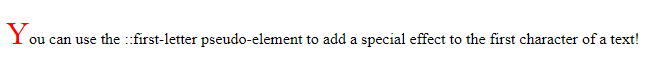 You can use the ::first-letter pseudo-element to add a special effect to the first character of a text!